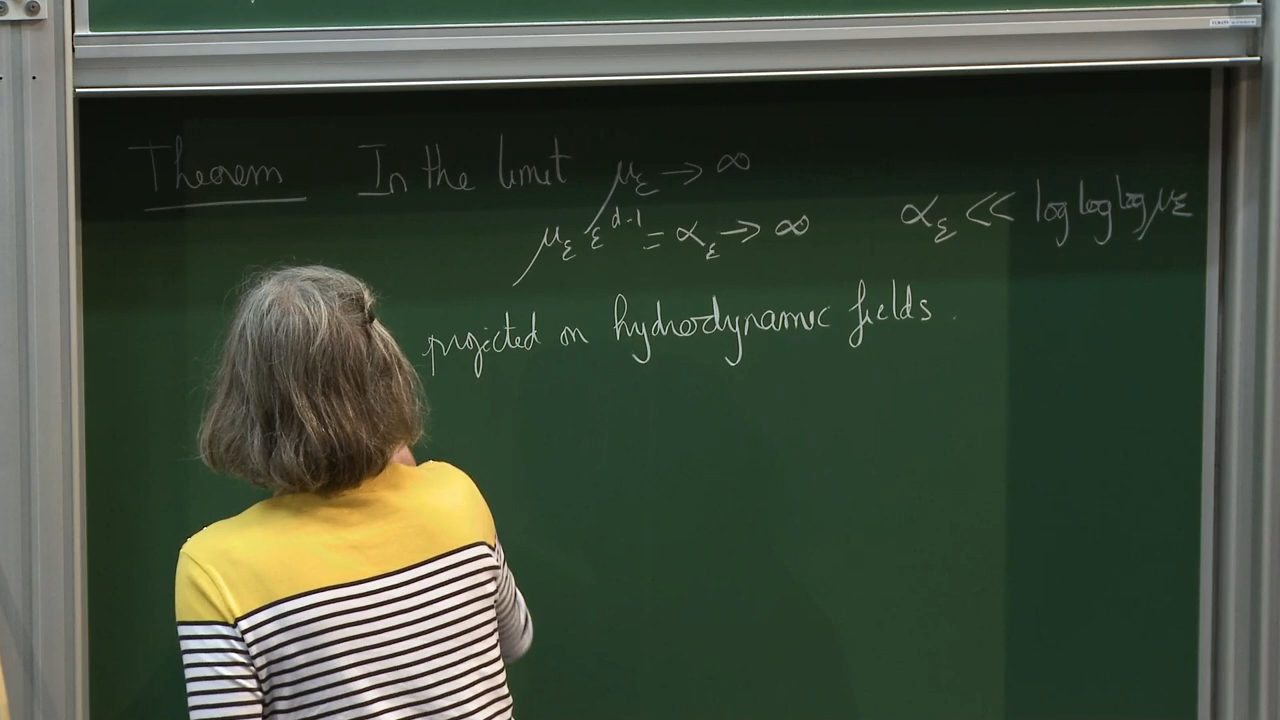 Theorem In the limit μ_ε → ∞
μ_ε ε^{d-1} = α_ε → ∞ α_ε << log log log μ_ε
projected on hydrodynamic fields.